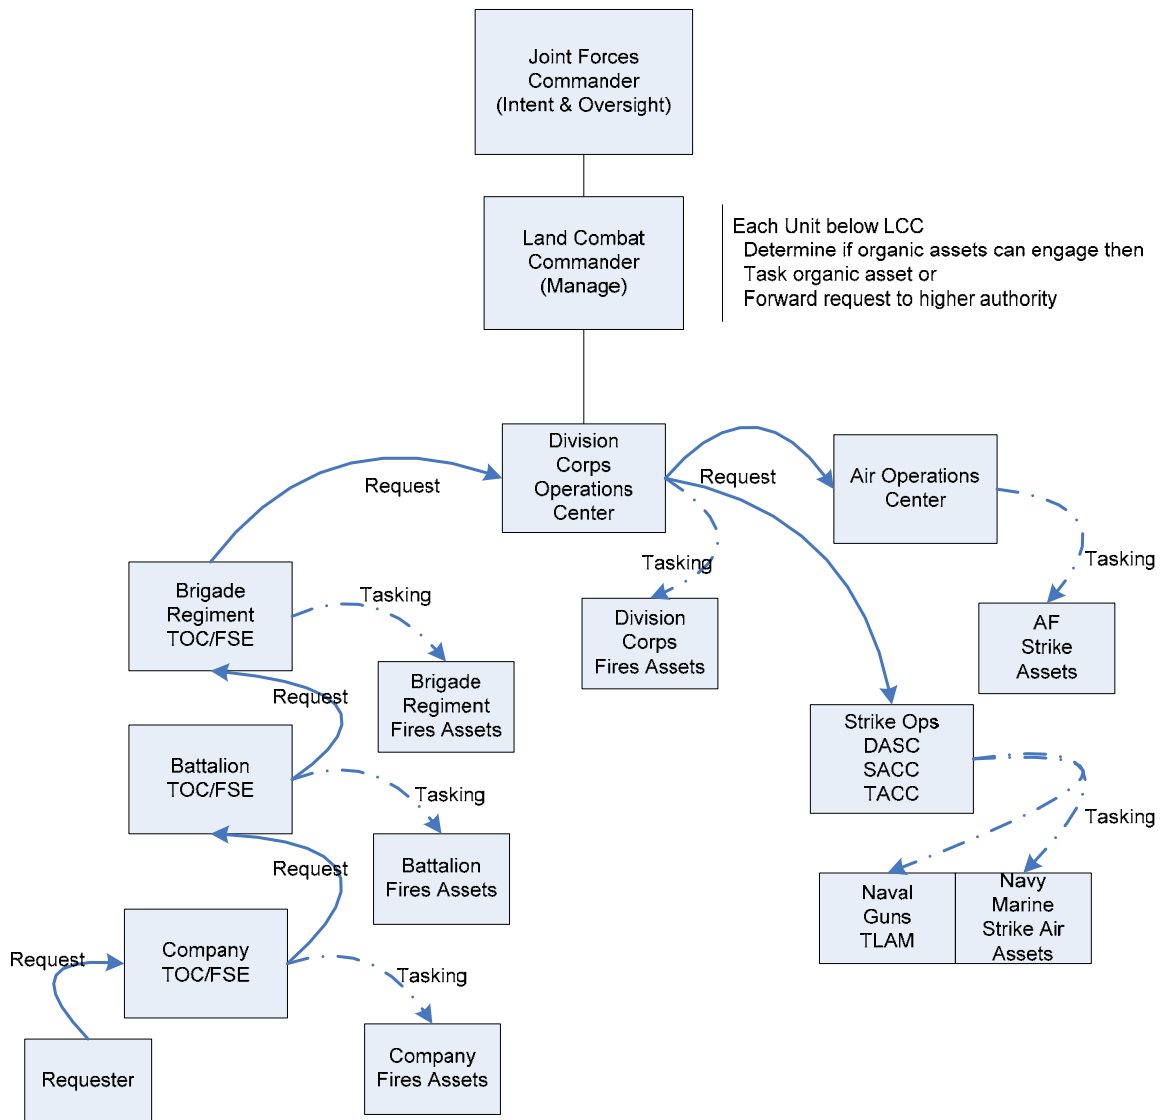 Joint Forces
Commander
(Intent & Oversight)
Land Combat
Commander
(Manage)
Each Unit below LCC
Determine if organic assets can engage then
Task organic asset or
Forward request to higher authority
Division
Corps
Operations
Center
Request
Request
Air Operations
Center
Tasking
Tasking
Brigade
Regiment
TOC/FSE
Tasking
Division
Corps
Fires Assets
AF
Strike
Assets
Brigade
Regiment
Fires Assets
Request
Strike Ops
DASC
SACC
TACC
Battalion
TOC/FSE
Tasking
Tasking
Battalion
Fires Assets
Request
Naval
Guns
TLAM
Navy
Marine
Strike Air
Assets
Company
TOC/FSE
Request
Tasking
Company
Fires Assets
Requester